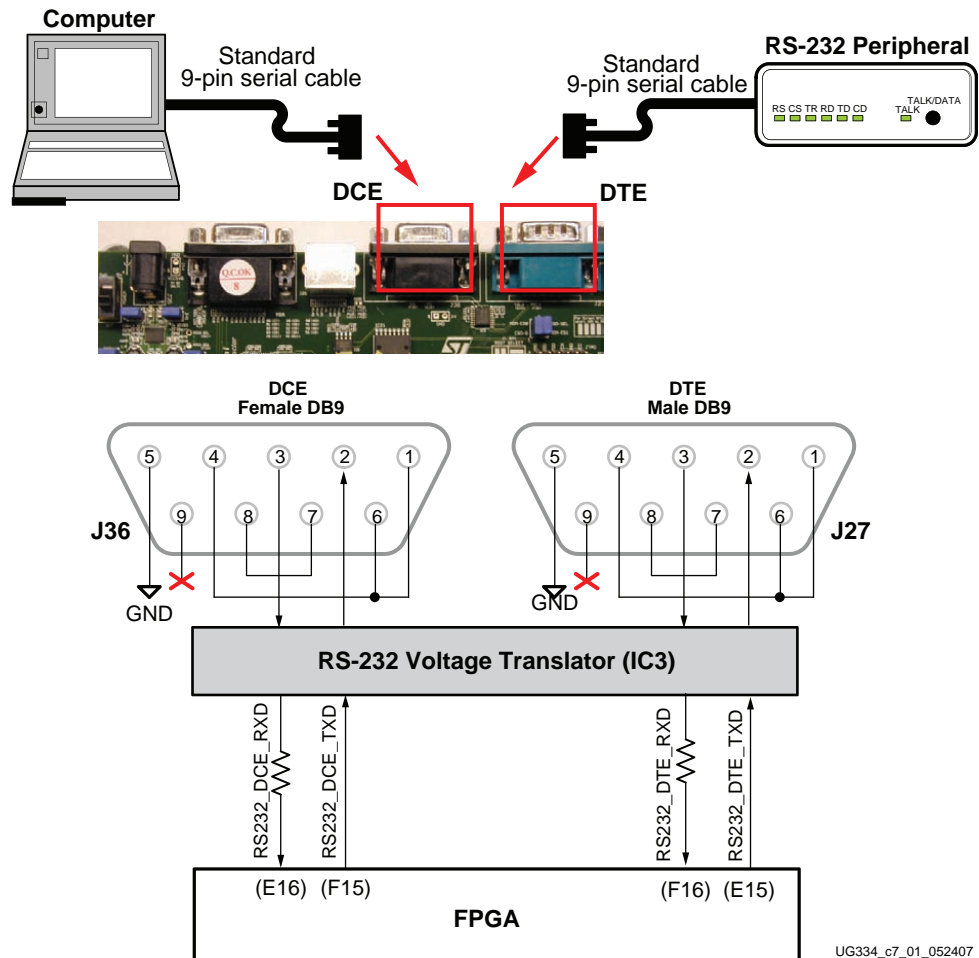 Computer
Standard
9-pin serial cable
Standard
9-pin serial cable
RS-232 Peripheral
RS CS TR RD TD CD
TALK
TALK/DATA
DCE
DTE
Q.C.OK
8
DCE
Female DB9
DTE
Male DB9
5 4 3 2 1
9 8 7 6
J36
GND
5 4 3 2 1
9 8 7 6
J27
GND
RS-232 Voltage Translator (IC3)
RS232_DCE_RXD
RS232_DCE_TXD
RS232_DTE_RXD
RS232_DTE_TXD
(E16) (F15)
(F16) (E15)
FPGA
UG334_c7_01_052407